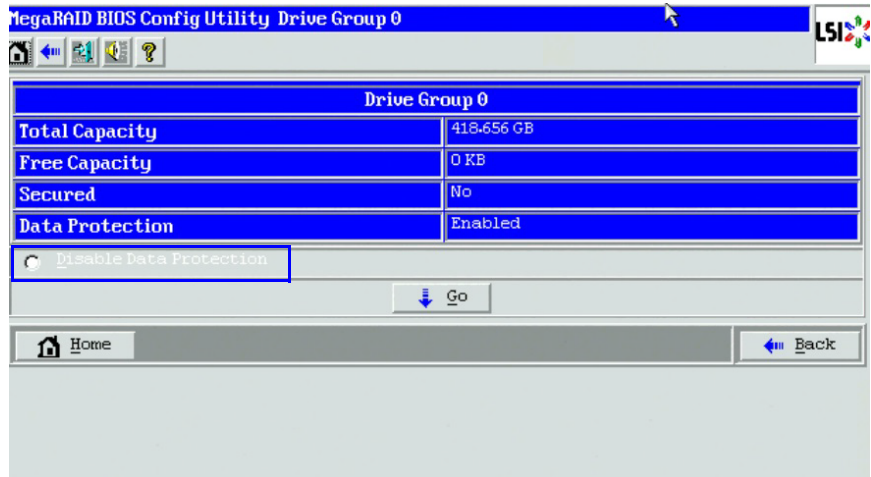 MegaRAID BIOS Config Utility Drive Group 0
LSI
?
Drive Group 0
Total Capacity 418.656 GB
Free Capacity 0 KB
Secured No
Data Protection Enabled
Disable Data Protection
Go
Home Back